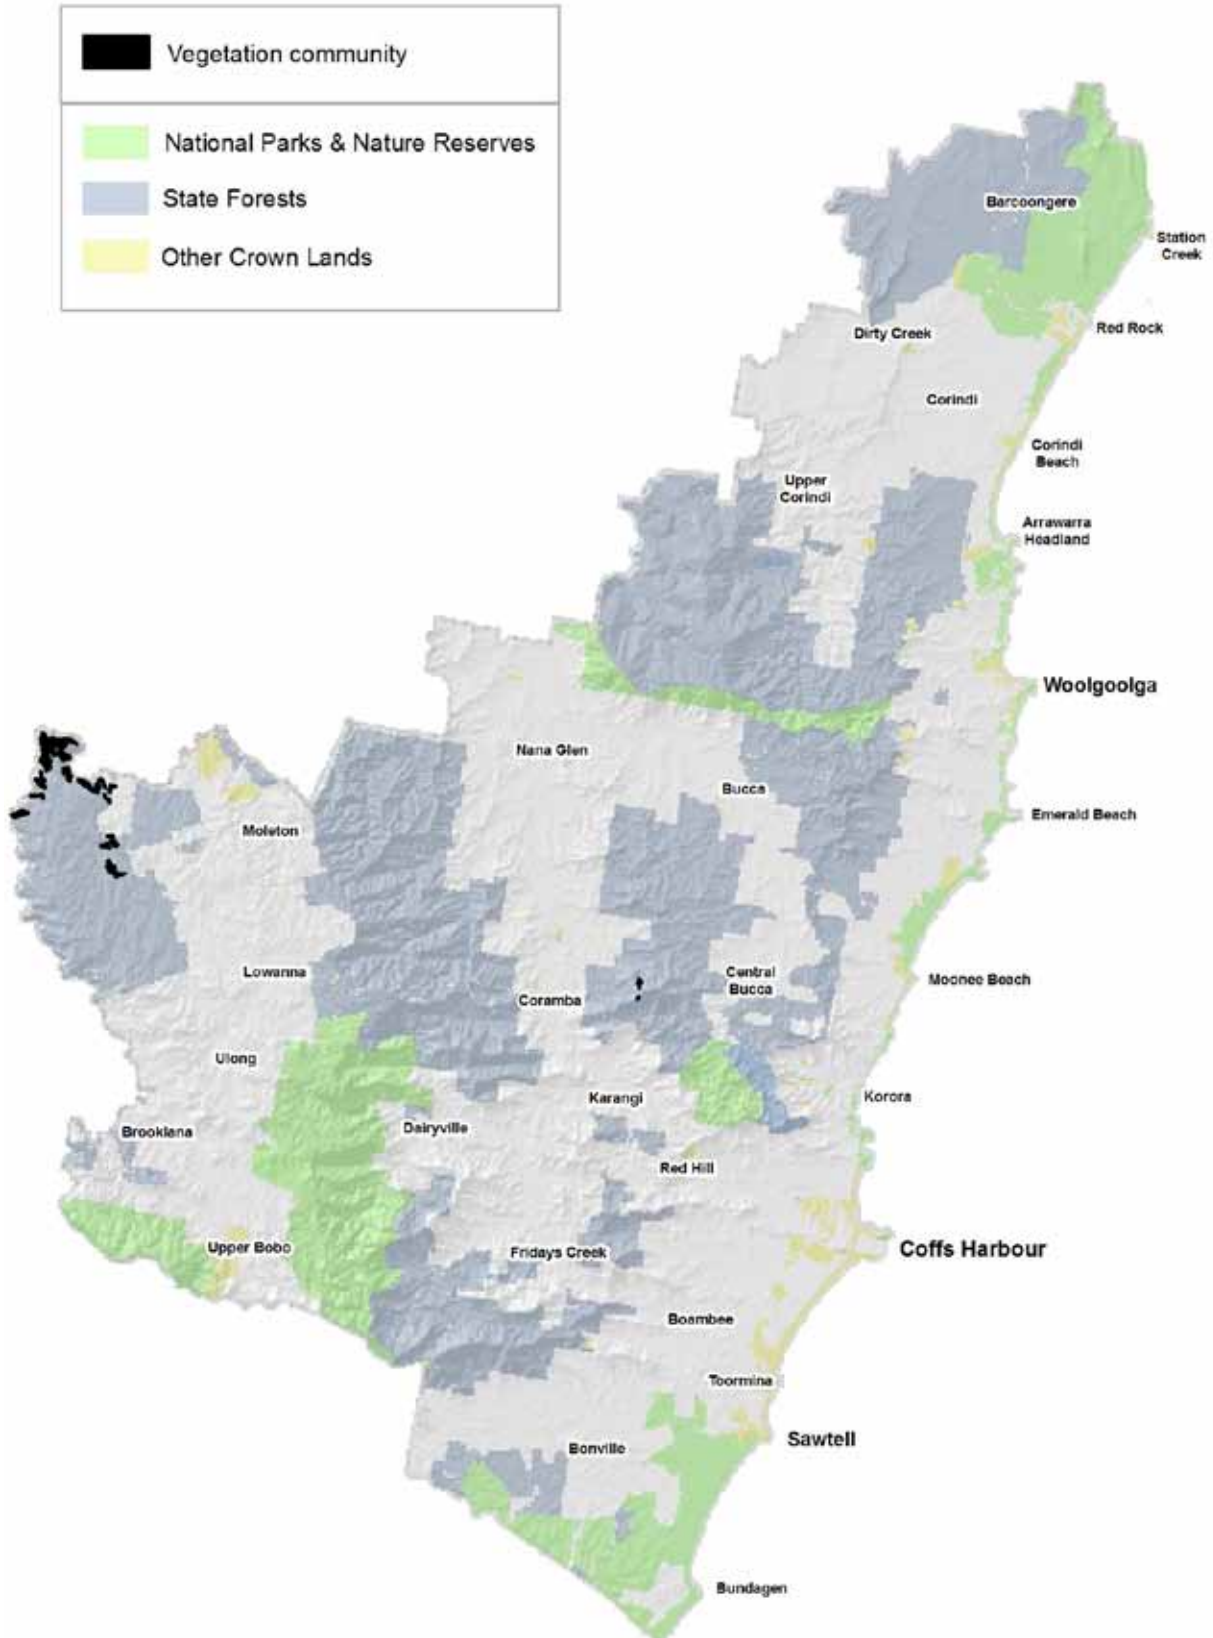 Vegetation community
National Parks & Nature Reserves
State Forests
Other Crown Lands
Barcoongere
Station
Creek
Red Rock
Dirty Creek
Corindi
Corindi
Beach
Upper
Corindi
Arrawarra
Headland
Woolgoolga
Nana Glen
Bucca
Emerald Beach
Moleton
Lowanna
Central
Bucca
Moonee Beach
Coramba
Ulong
Karangi
Korora
Brooklana
Dairyville
Red Hill
Upper Bobo
Fridays Creek
Coffs Harbour
Boambee
Toormina
Sawtell
Bonville
Bundagen